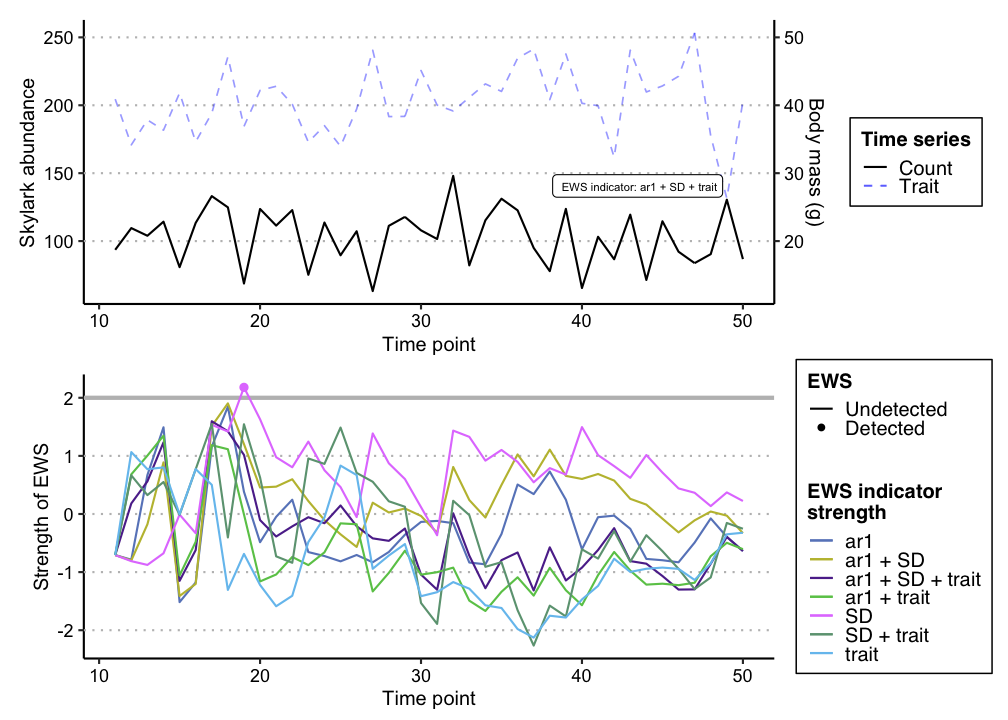 250
200
150
100
Skylark abundance
50
40
30
20
Body mass (g)
EWS indicator: ar1 + SD + trait
10 20 30 40 50
Time point
Time series
Count
Trait
2
1
0
-1
-2
Strength of EWS
10 20 30 40 50
Time point
EWS
Undetected
Detected
EWS indicator
strength
ar1
ar1 + SD
ar1 + SD + trait
ar1 + trait
SD
SD + trait
trait